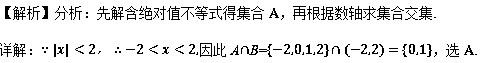 【解析】分析：先解含绝对值不等式得集合 A，再根据数轴求集合交集.
详解：∵|x|<2，∴−2<x<2,因此 A∩B={−2,0,1,2}∩(−2,2)={0,1}，选 A.